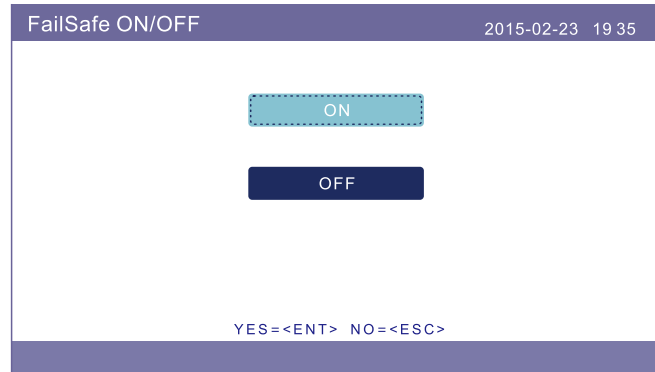 FailSafe ON/OFF
2015-02-23 19 35
ON
OFF
YES=<ENT> NO=<ESC>